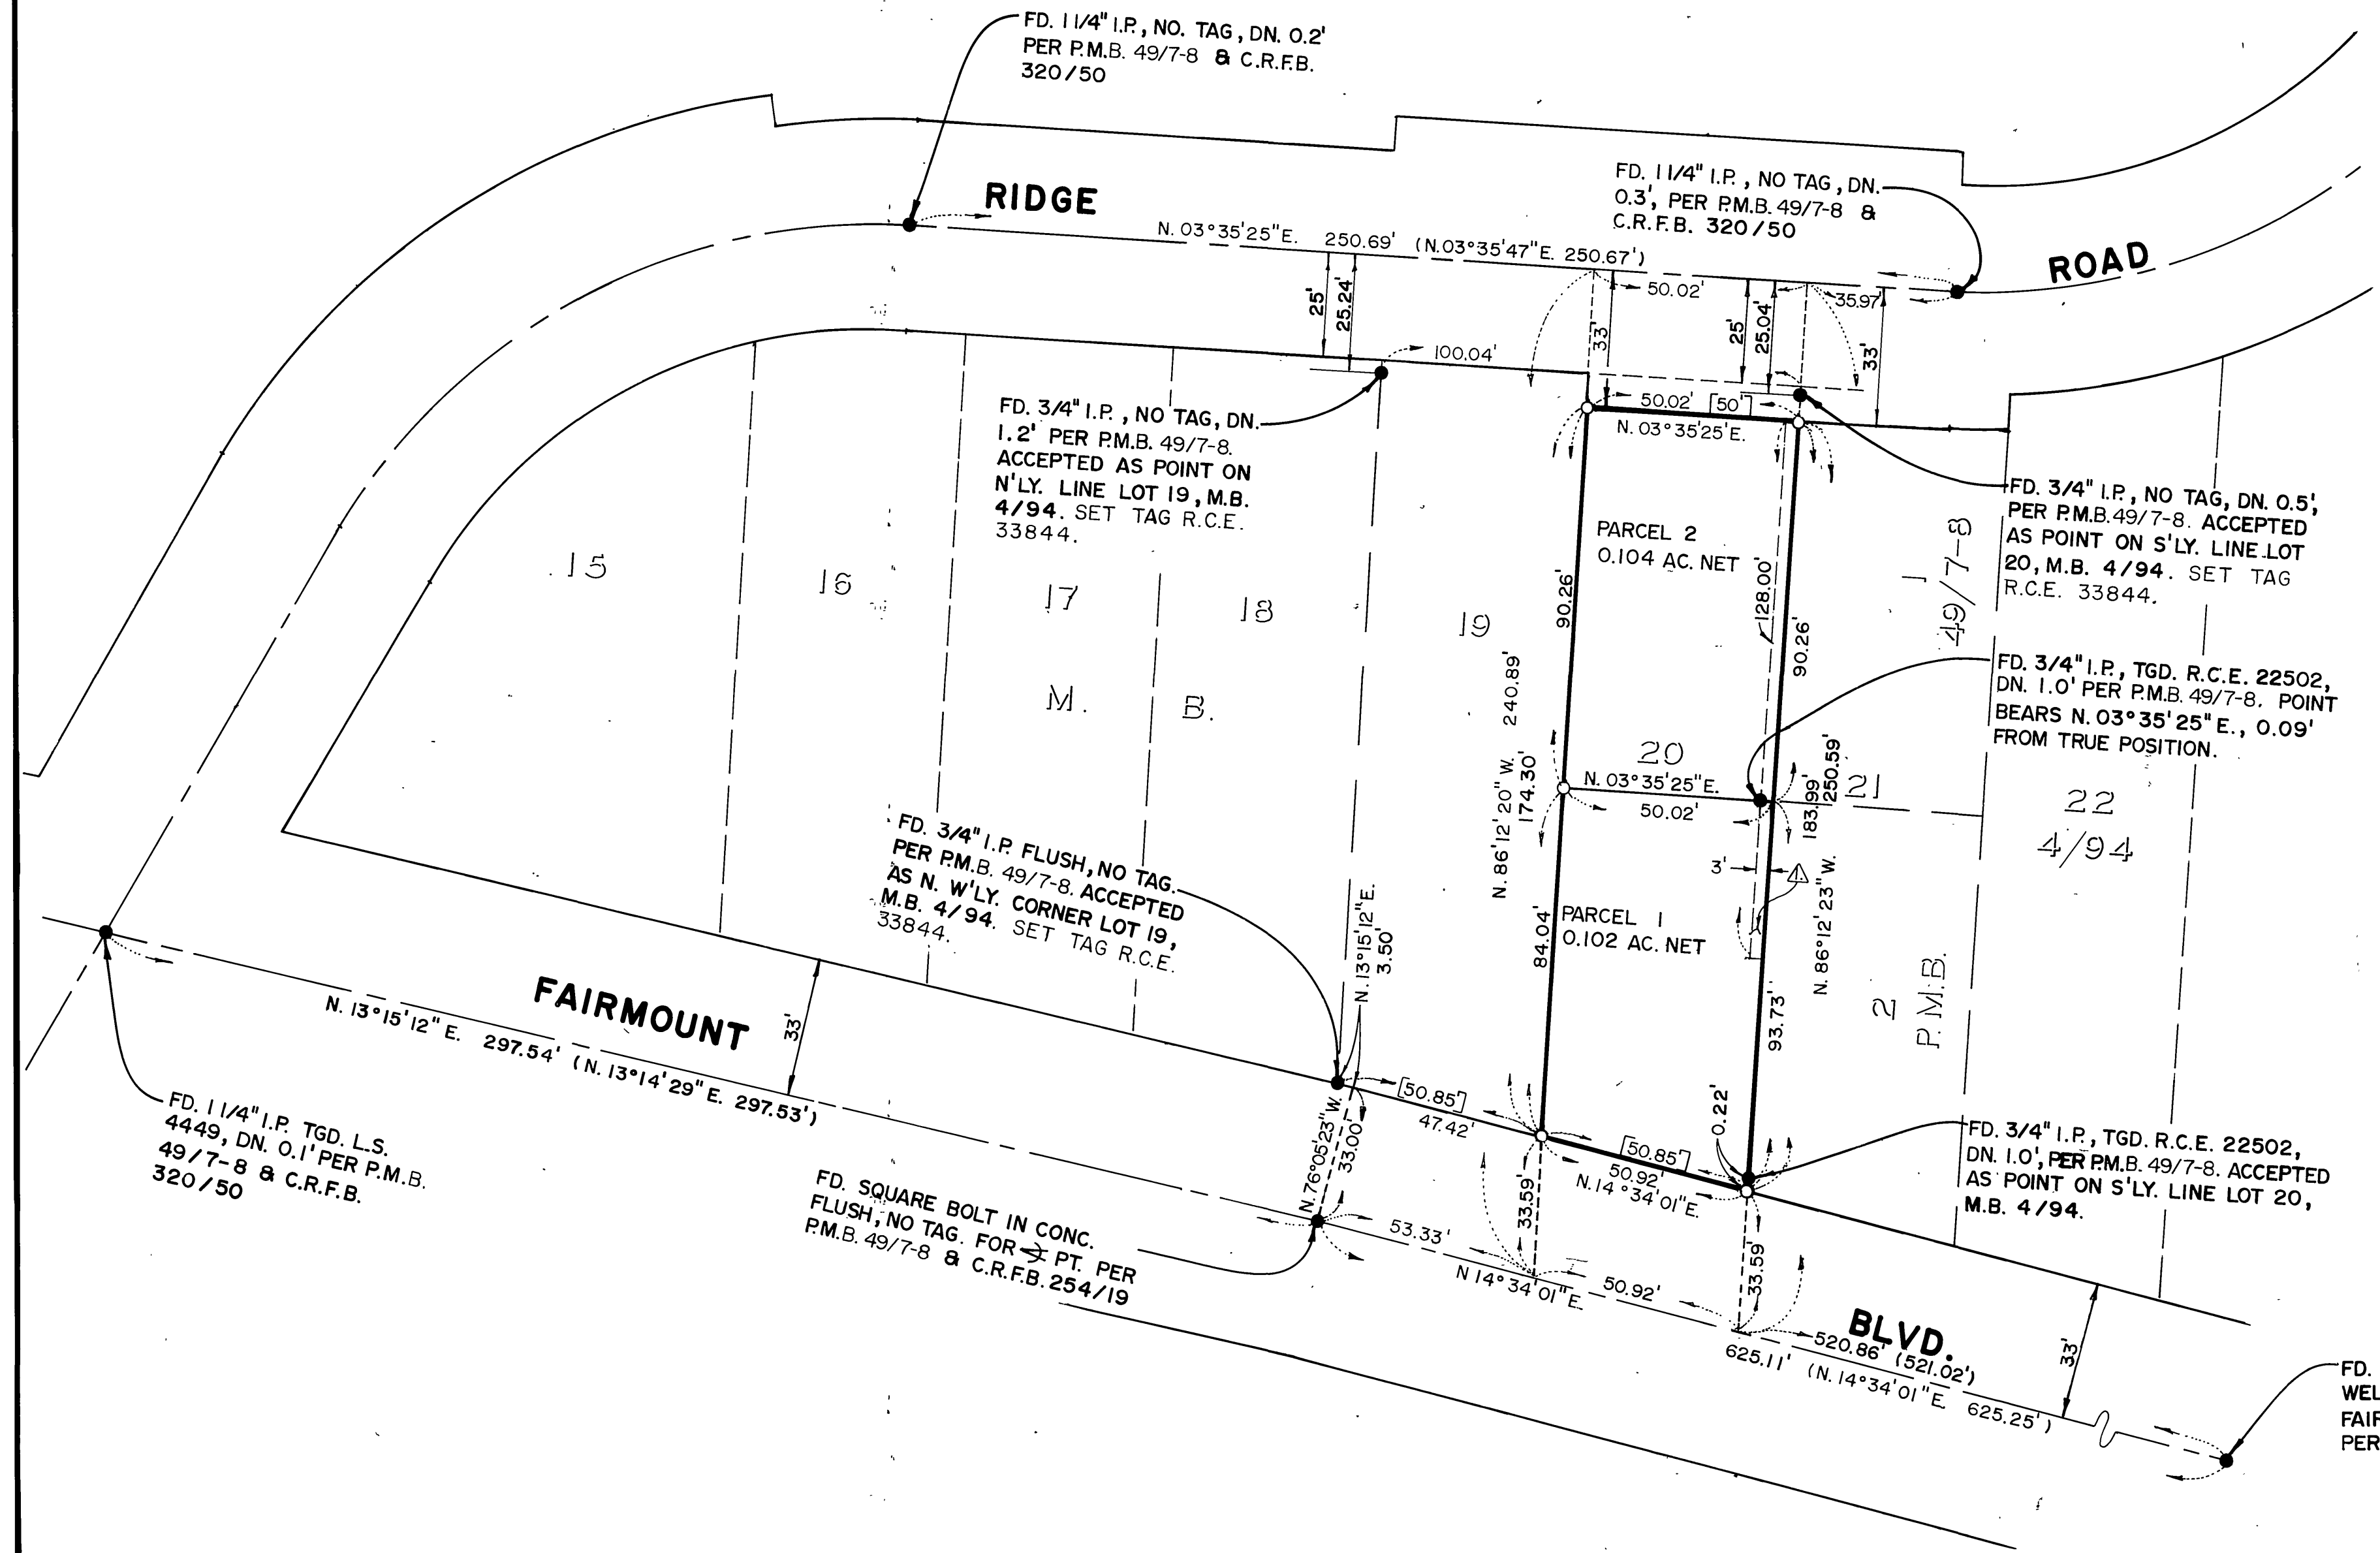 FD. 1 1/4" I.P., NO. TAG, DN. 0.2'
PER P.M.B. 49/7-8 & C.R.F.B.
320/50
RIDGE
N. 03°35'25"E. 250.69' (N.03°35'47"E. 250.67')
FD. 1 1/4" I.P., NO TAG, DN.
0.3', PER P.M.B. 49/7-8 &
C.R.F.B. 320/50
ROAD
25'
25.24'
50.02'
33'
25'
25.04'
35.97'
33'
100.04'
50.02' [50']
N. 03°35'25"E.
FD. 3/4" I.P., NO TAG, DN.
1.2' PER P.M.B. 49/7-8.
ACCEPTED AS POINT ON
N'LY. LINE LOT 19, M.B.
4/94. SET TAG R.C.E.
33844.
FD. 3/4" I.P., NO TAG, DN. 0.5',
PER P.M.B. 49/7-8. ACCEPTED
AS POINT ON S'LY. LINE LOT
20, M.B. 4/94. SET TAG
R.C.E. 33844.
PARCEL 2
0.104 AC. NET
15
16
17
18
19
M.
B.
90.26'
128.00'
90.26'
1
49/7-8
FD. 3/4" I.P., TGD. R.C.E. 22502,
DN. 1.0' PER P.M.B. 49/7-8. POINT
BEARS N. 03°35'25"E., 0.09'
FROM TRUE POSITION.
N. 86°12'20" W. 240.89'
174.30'
20
N. 03°35'25"E.
50.02'
183.99'
250.59'
N. 86°12'23" W.
21
22
4/94
FD. 3/4" I.P. FLUSH, NO TAG.
PER P.M.B. 49/7-8. ACCEPTED
AS N. W'LY. CORNER LOT 19,
M.B. 4/94. SET TAG R.C.E.
33844.
N. 13°15'12"E.
3.50'
3'
1
84.04'
PARCEL 1
0.102 AC. NET
93.73'
2
P.M.B.
FAIRMOUNT
33'
N. 13°15'12" E. 297.54' (N. 13°14'29"E. 297.53')
FD. 1 1/4" I.P. TGD. L.S.
4449, DN. 0.1' PER P.M.B.
49/7-8 & C.R.F.B.
320/50
[50.85']
47.42'
N. 76°05'23" W.
33.00'
0.22'
[50.85']
50.92'
N. 14°34'01"E.
FD. 3/4" I.P., TGD. R.C.E. 22502,
DN. 1.0', PER P.M.B. 49/7-8. ACCEPTED
AS POINT ON S'LY. LINE LOT 20,
M.B. 4/94.
FD. SQUARE BOLT IN CONC.
FLUSH, NO TAG. FOR PT. PER
P.M.B. 49/7-8 & C.R.F.B. 254/19
53.33'
33.59'
N 14°34'01"E.
50.92'
33.59'
BLVD.
520.86' (521.02')
625.11' (N. 14°34'01"E. 625.25')
33'
FD.
WEL
FAIR
PER